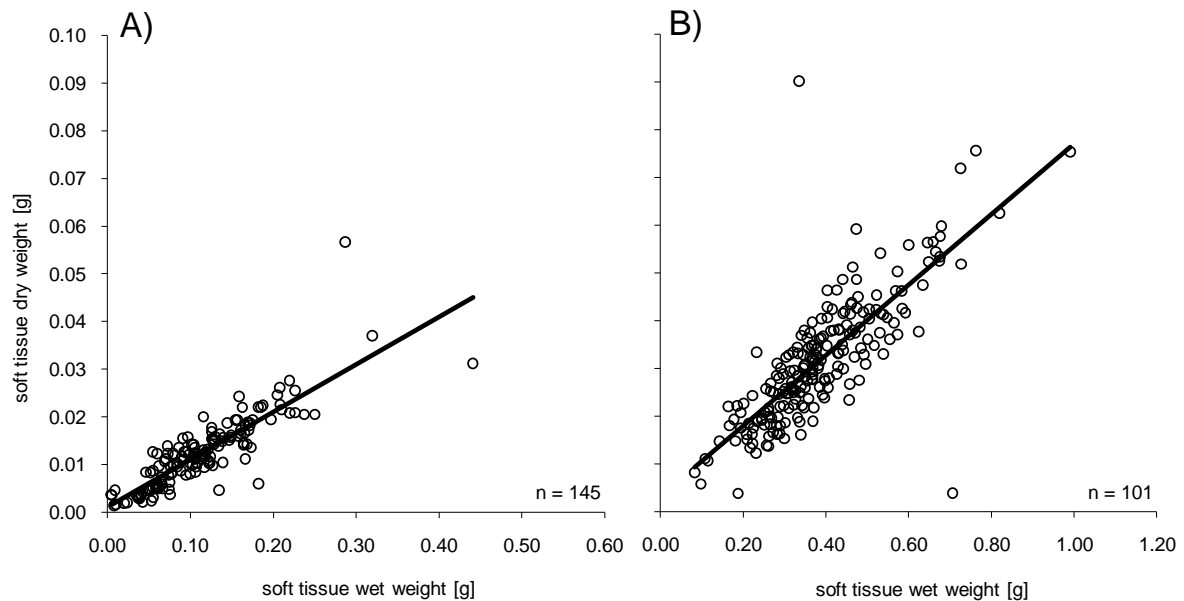 A)
B)
0.10
0.09
0.08
0.07
0.06
0.05
0.04
0.03
0.02
0.01
0.00
soft tissue dry weight [g]
n = 145
n = 101
0.00 0.10 0.20 0.30 0.40 0.50 0.60
0.00 0.20 0.40 0.60 0.80 1.00 1.20
soft tissue wet weight [g]
soft tissue wet weight [g]